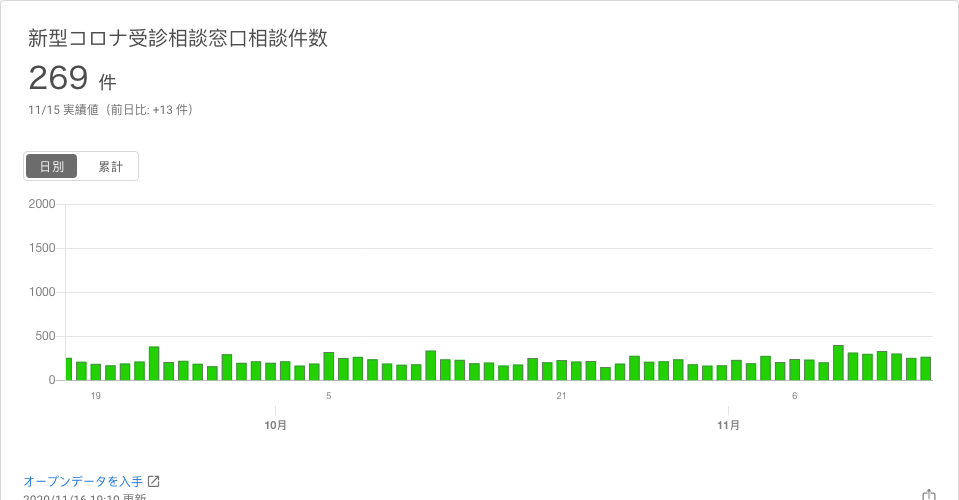 新型コロナ受診相談窓口相談件数
269 件
11/15 実績値（前日比: +13 件）
日別 累計
2000
1500
1000
500
0
19 5 21 6
10月 11月
オープンデータを入手
2020/11/16 19:10 更新